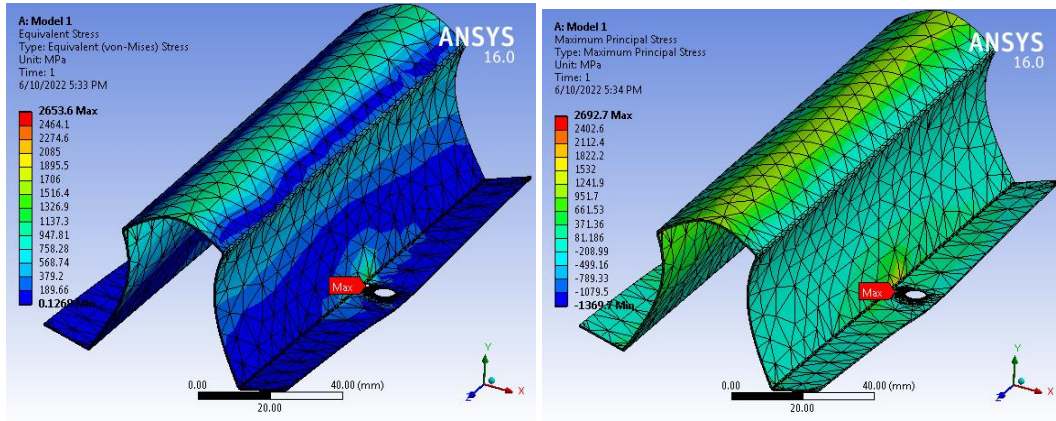 A: Model 1
Equivalent Stress
Type: Equivalent (von-Mises) Stress
Unit: MPa
Time: 1
6/10/2022 5:33 PM
ANSYS
16.0
2653.6 Max
2464.1
2274.6
2085
1895.5
1706
1516.4
1326.9
1137.3
947.81
758.28
568.74
379.2
189.66
Min
Max
0.00
40.00 (mm)
20.00
Y
X
Z
A: Model 1
Maximum Principal Stress
Type: Maximum Principal Stress
Unit: MPa
Time: 1
6/10/2022 5:34 PM
ANSYS
16.0
2692.7 Max
2402.6
2112.4
1822.2
1532
1241.9
951.7
661.53
371.36
81.186
-208.99
-499.16
-789.33
-1079.5
-1369.7 Min
Max
0.00
40.00 (mm)
20.00
Y
X
Z